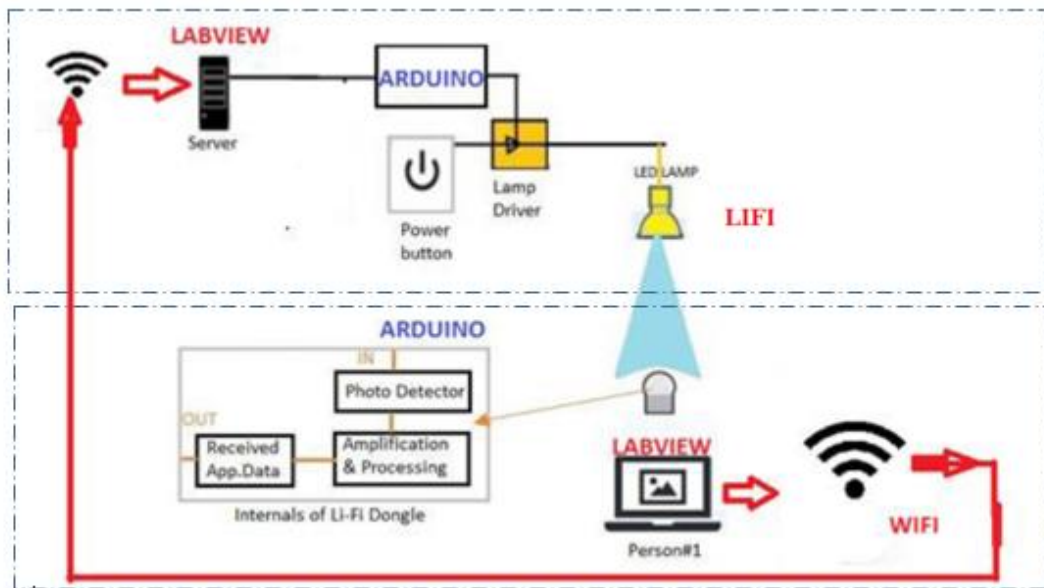 LABVIEW
Server
ARDUINO
Power
button
Lamp
Driver
LED LAMP
LIFI
ARDUINO
IN
Photo Detector
OUT
Received
App.Data
Amplification
& Processing
Internals of Li-Fi Dongle
LABVIEW
Person#1
WIFI